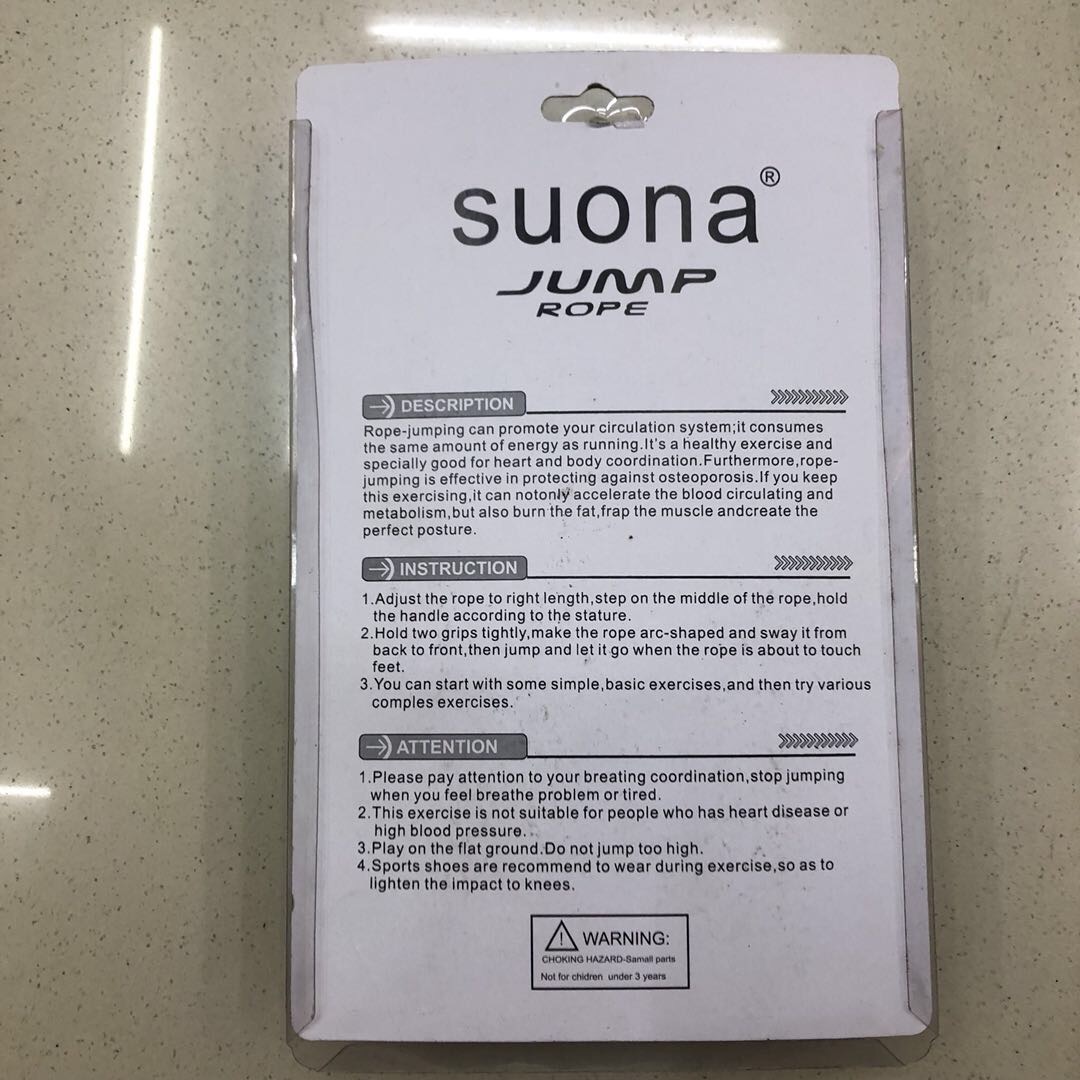 suona®
JUMP
ROPE
DESCRIPTION
Rope-jumping can promote your circulation system;it consumes
the same amount of energy as running.It's a healthy exercise and
specially good for heart and body coordination.Furthermore,rope-
jumping is effective in protecting against osteoporosis.If you keep
this exercising,it can notonly accelerate the blood circulating and
metabolism,but also burn the fat,frap the muscle andcreate the
perfect posture.
INSTRUCTION
1.Adjust the rope to right length,step on the middle of the rope,hold
the handle according to the stature.
2.Hold two grips tightly,make the rope arc-shaped and sway it from
back to front,then jump and let it go when the rope is about to touch
feet.
3.You can start with some simple,basic exercises,and then try various
comples exercises.
ATTENTION
1.Please pay attention to your breating coordination,stop jumping
when you feel breathe problem or tired.
2.This exercise is not suitable for people who has heart disease or
high blood pressure.
3.Play on the flat ground.Do not jump too high.
4.Sports shoes are recommend to wear during exercise,so as to
lighten the impact to knees.
WARNING:
CHOKING HAZARD-Samall parts
Not for chidren under 3 years